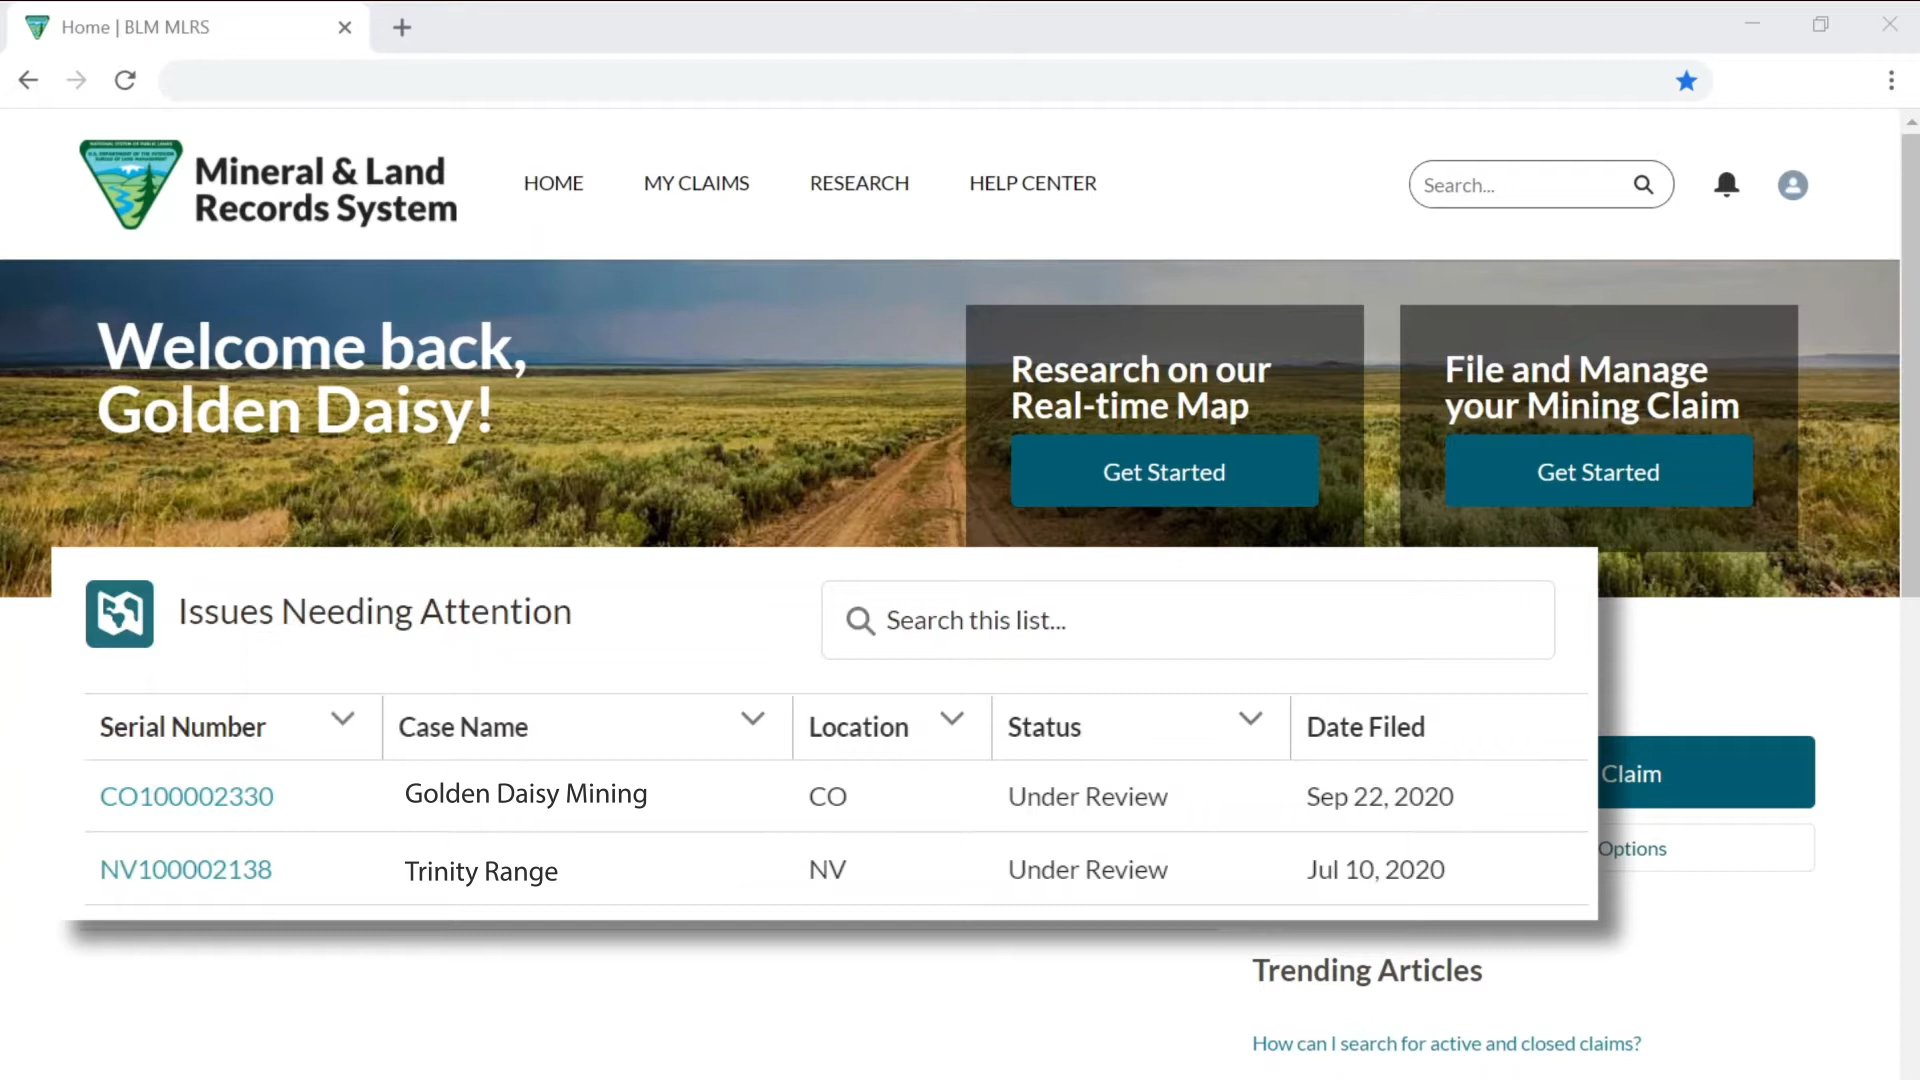 Home | BLM MLRS
Mineral & Land
Records System
HOME
MY CLAIMS
RESEARCH
HELP CENTER
Search...
Welcome back,
Golden Daisy!
Research on our
Real-time Map
Get Started
File and Manage
your Mining Claim
Get Started
Issues Needing Attention
Search this list...
Serial Number
Case Name
Location
Status
Date Filed
CO100002330
Golden Daisy Mining
CO
Under Review
Sep 22, 2020
NV100002138
Trinity Range
NV
Under Review
Jul 10, 2020
Claim
Options
Trending Articles
How can I search for active and closed claims?